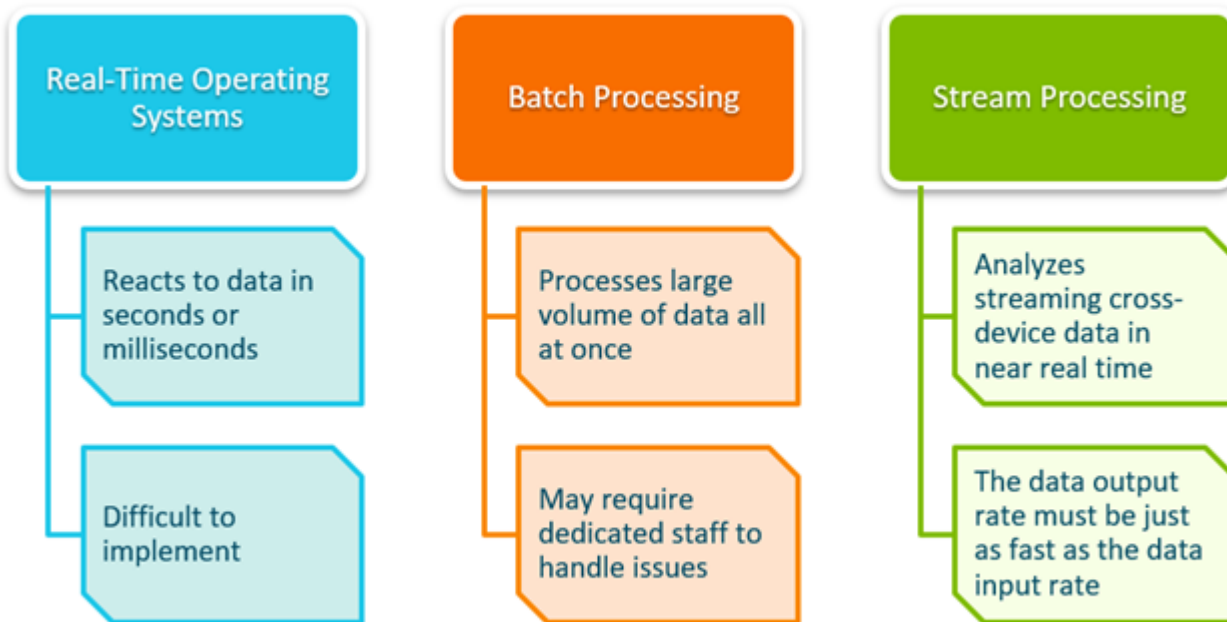 Real-Time Operating
Systems
Reacts to data in
seconds or
milliseconds
Difficult to
implement
Batch Processing
Processes large
volume of data all
at once
May require
dedicated staff to
handle issues
Stream Processing
Analyzes
streaming cross-
device data in
near real time
The data output
rate must be just
as fast as the data
input rate